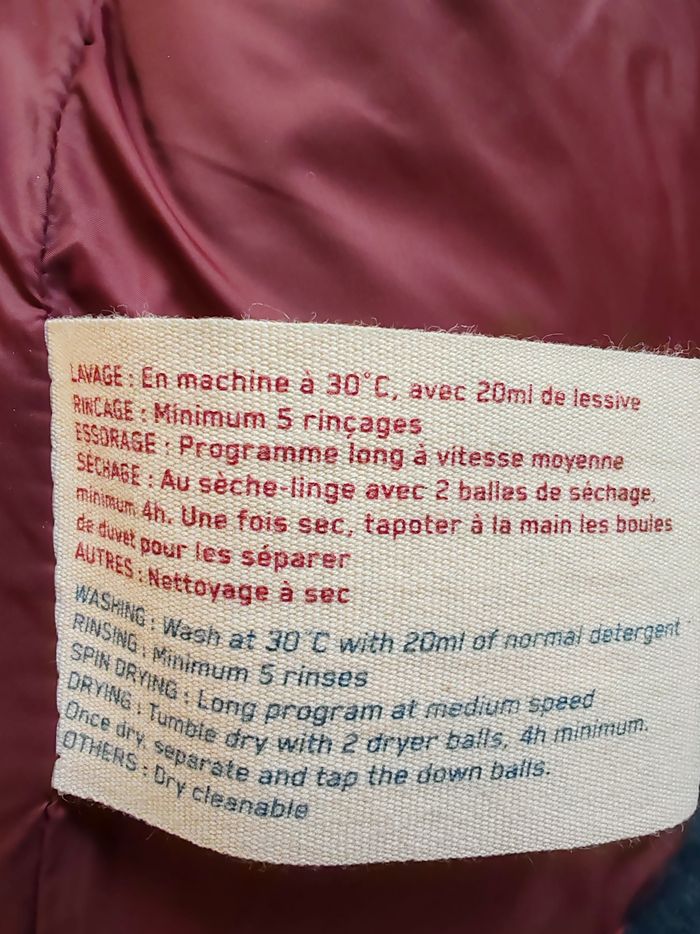 LAVAGE : En machine à 30°C, avec 20ml de lessive
RINCAGE : Minimum 5 rinçages
ESSORAGE : Programme long à vitesse moyenne
SÉCHAGE : Au sèche-linge avec 2 balles de séchage,
minimum 4h. Une fois sec, tapoter à la main les boules
de duvet pour les séparer
AUTRES : Nettoyage à sec
WASHING : Wash at 30°C with 20ml of normal detergent
RINSING : Minimum 5 rinses
SPIN DRYING : Long program at medium speed
DRYING : Tumble dry with 2 dryer balls, 4h minimum.
Once dry, separate and tap the down balls.
OTHERS : Dry cleanable